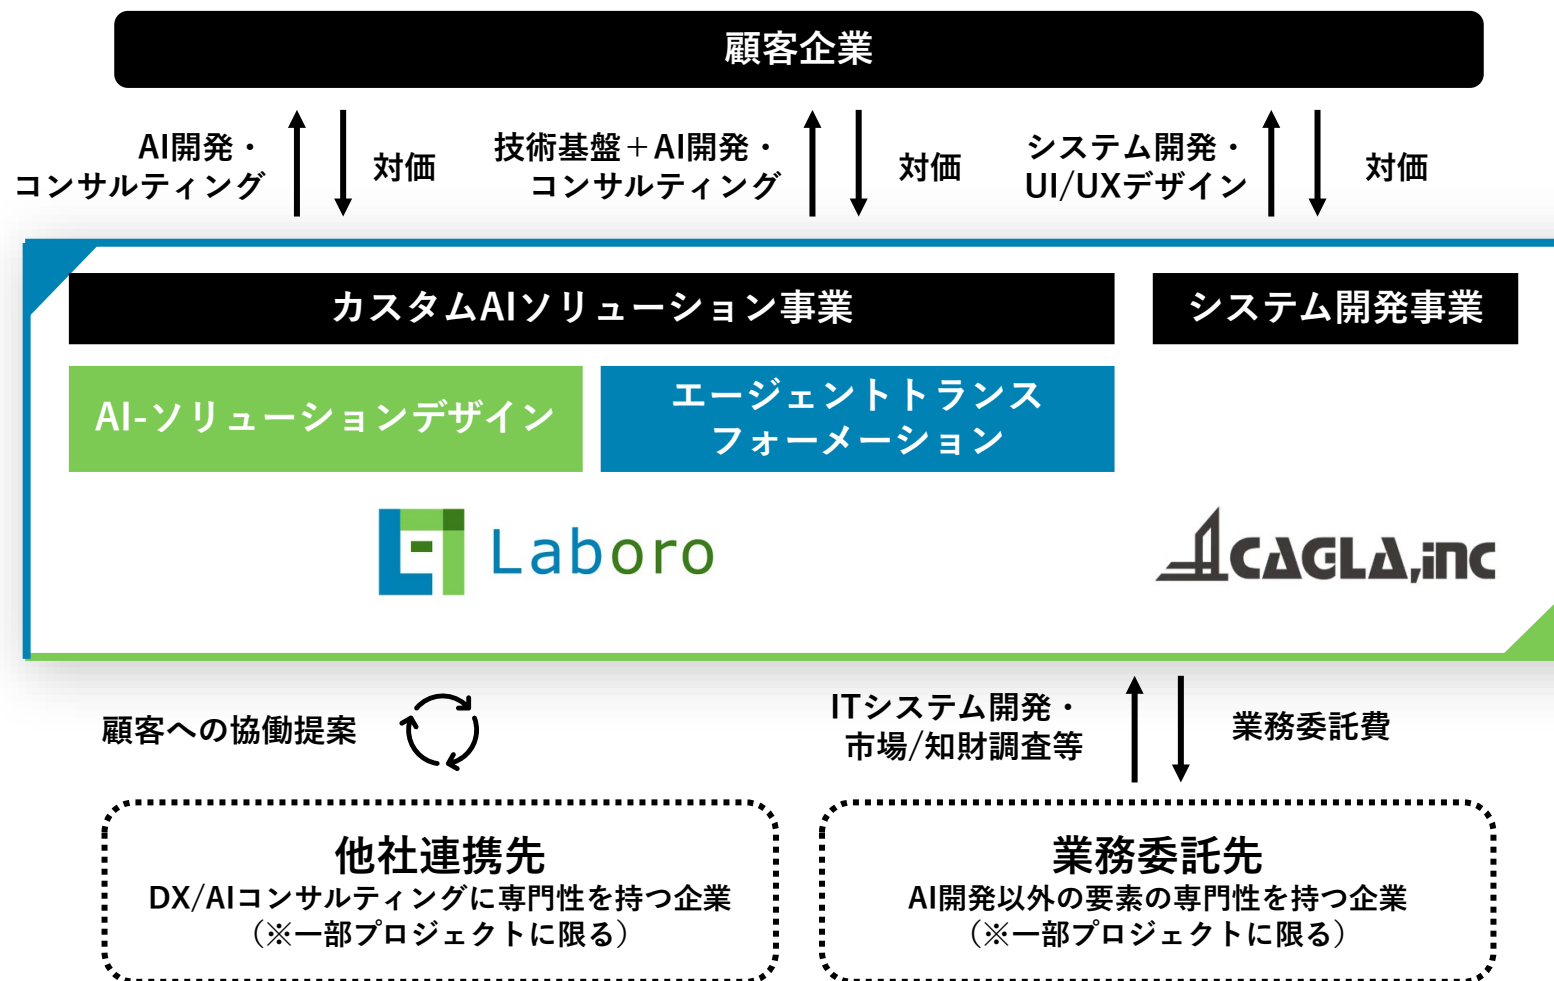 顧客企業
AI開発・
コンサルティング
対価
技術基盤＋AI開発・
コンサルティング
対価
システム開発・
UI/UXデザイン
対価
カスタムAIソリューション事業
システム開発事業
AI-ソリューションデザイン
エージェントトランス
フォーメーション
Laboro
CAGLA,inc
顧客への協働提案
ITシステム開発・
市場/知財調査等
業務委託費
他社連携先
DX/AIコンサルティングに専門性を持つ企業
（※一部プロジェクトに限る）
業務委託先
AI開発以外の要素の専門性を持つ企業
（※一部プロジェクトに限る）